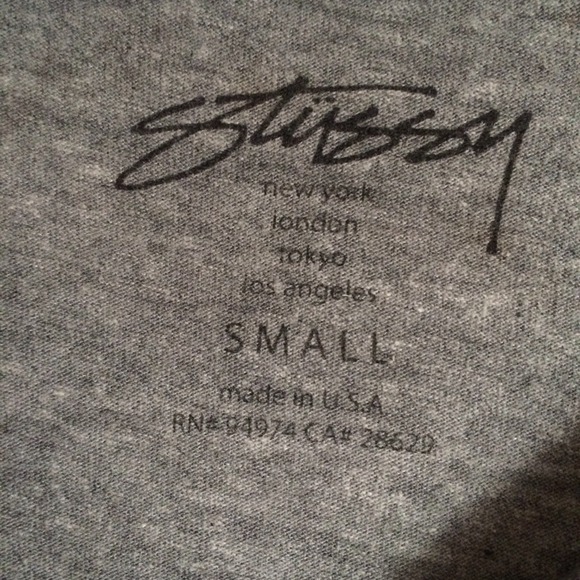 Stüssy
new york
london
tokyo
los angeles
SMALL
made in U.S.A.
RN# 94974 CA# 28629